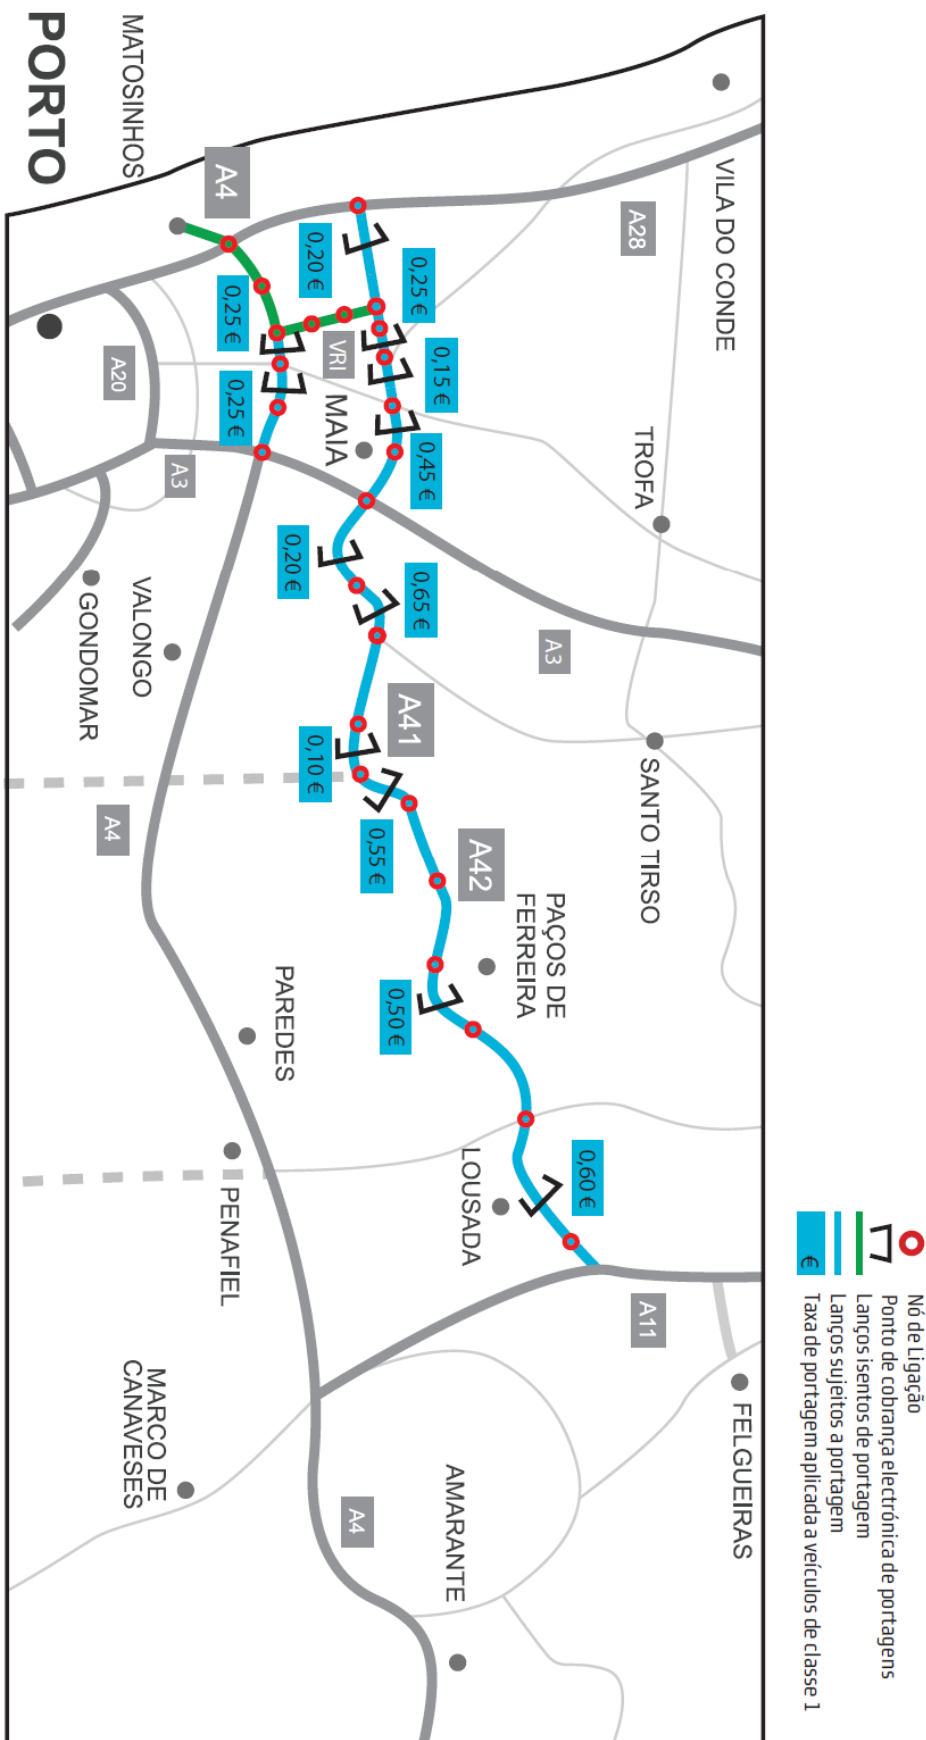 VILA DO CONDE
A28
TROFA
SANTO TIRSO
A3
FELGUEIRAS
A11
PAÇOS DE
FERREIRA
LOUSADA
0,60 €
A42
A41
0,25 €
0,15 €
0,45 €
0,65 €
0,55 €
0,50 €
AMARANTE
0,20 €
VRI
MAIA
0,20 €
0,10 €
A4
PAREDES
A4
0,25 €
0,25 €
PENAFIEL
A3
MATOSINHOS
A20
VALONGO
A4
MARCO DE
CANAVESES
GONDOMAR
PORTO
Nó de Ligação
Ponto de cobrança electrónica de portagens
Lanços isentos de portagem
Lanços sujeitos a portagem
€
Taxa de portagem aplicada a veículos de classe 1